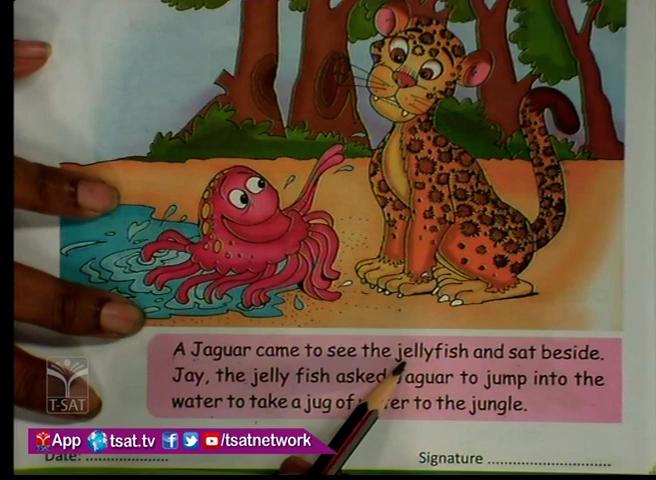 A Jaguar came to see the jellyfish and sat beside.
Jay, the jelly fish asked Jaguar to jump into the
water to take a jug of water to the jungle.
T-SAT
App tsat.tv /tsatnetwork
Date: ..................
Signature ............................